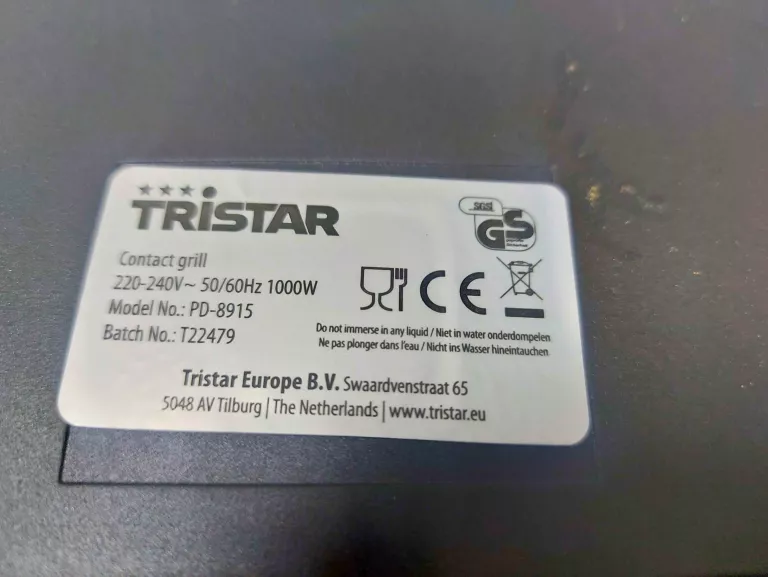 TRISTAR
Contact grill
220-240V~ 50/60Hz 1000W
Model No.: PD-8915
Batch No.: T22479
SGS
GS
CE
Do not immerse in any liquid / Niet in water onderdompelen
Ne pas plonger dans l'eau / Nicht ins Wasser hineintauchen
Tristar Europe B.V. Swaardvenstraat 65
5048 AV Tilburg | The Netherlands | www.tristar.eu